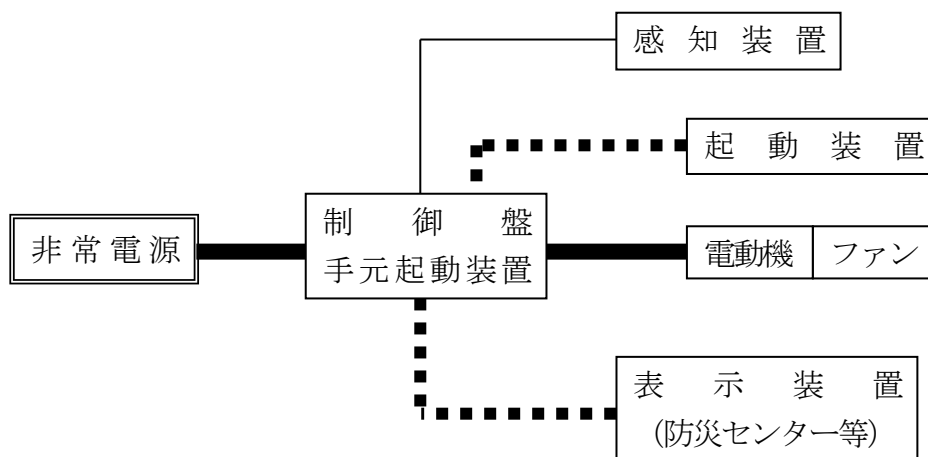 感知装置
起動装置
制御盤
手元起動装置
非常電源
電動機
ファン
表示装置
(防災センター等)